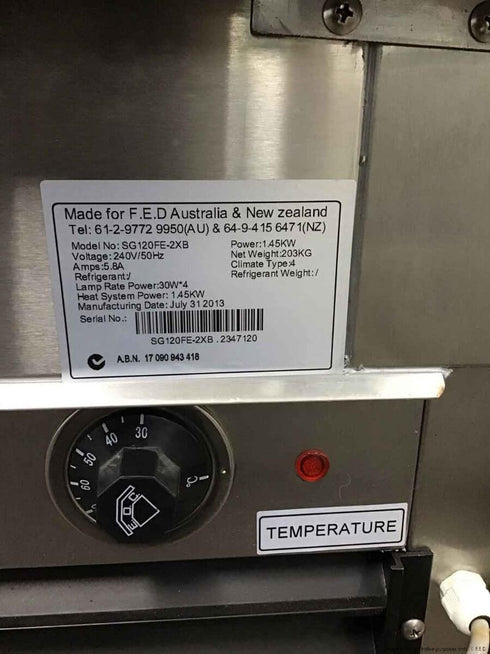 Made for F.E.D Australia & New zealand
Tel: 61-2-9772 9950(AU) & 64-9-415 6471(NZ)
Model No: SG120FE-2XB Power:1.45KW
Voltage: 240V/50Hz Net Weight:203KG
Amps:5.8A Climate Type:4
Refrigerant:/ Refrigerant Weight:/
Lamp Rate Power:30W*4
Heat System Power: 1.45KW
Manufacturing Date: July 31 2013
Serial No.:
SG120FE-2XB .2347120
A.B.N. 17 090 943 418
30
40
50
60
°C
EGO
TEMPERATURE